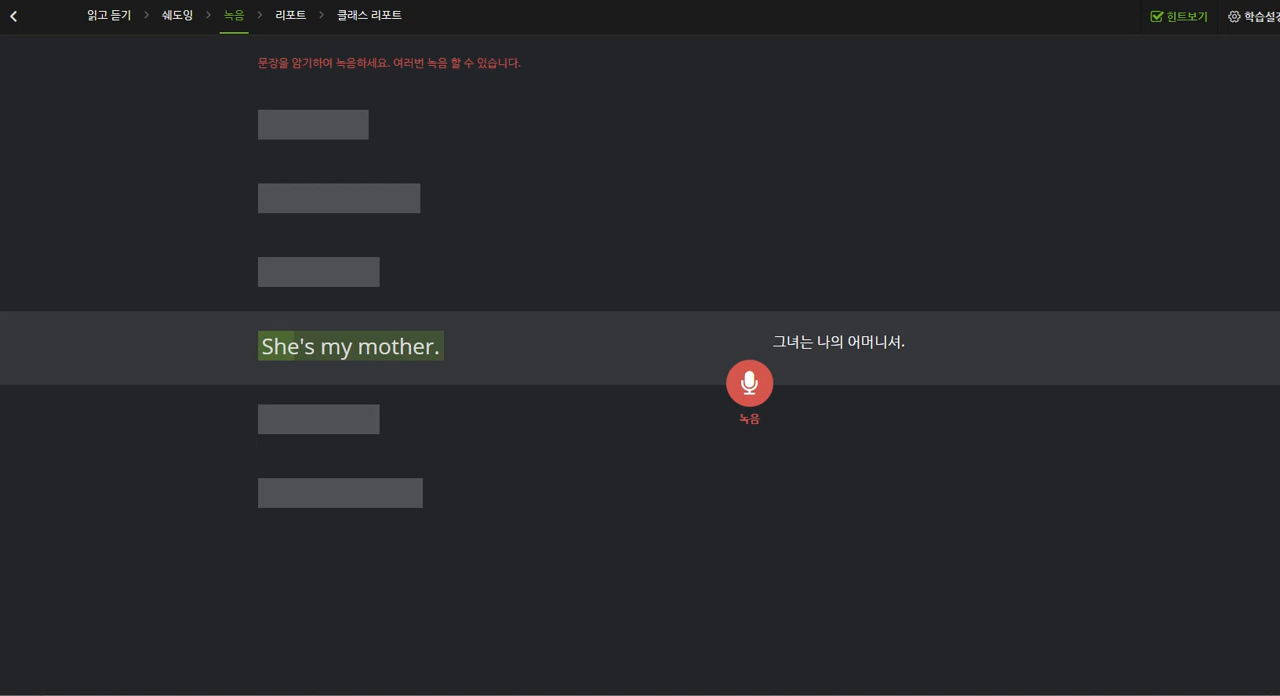 읽고 듣기 > 쉐도잉 > 녹음 > 리포트 > 클래스 리포트
힌트보기
학습설정
문장을 암기하여 녹음하세요. 여러번 녹음 할 수 있습니다.
She's my mother.
그녀는 나의 어머니셔.
녹음